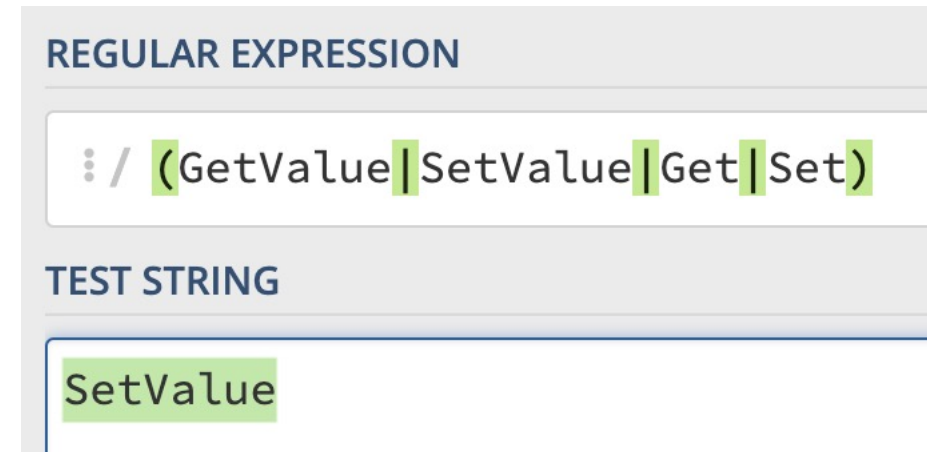 REGULAR EXPRESSION
⋮ / (GetValue|SetValue|Get|Set)
TEST STRING
SetValue